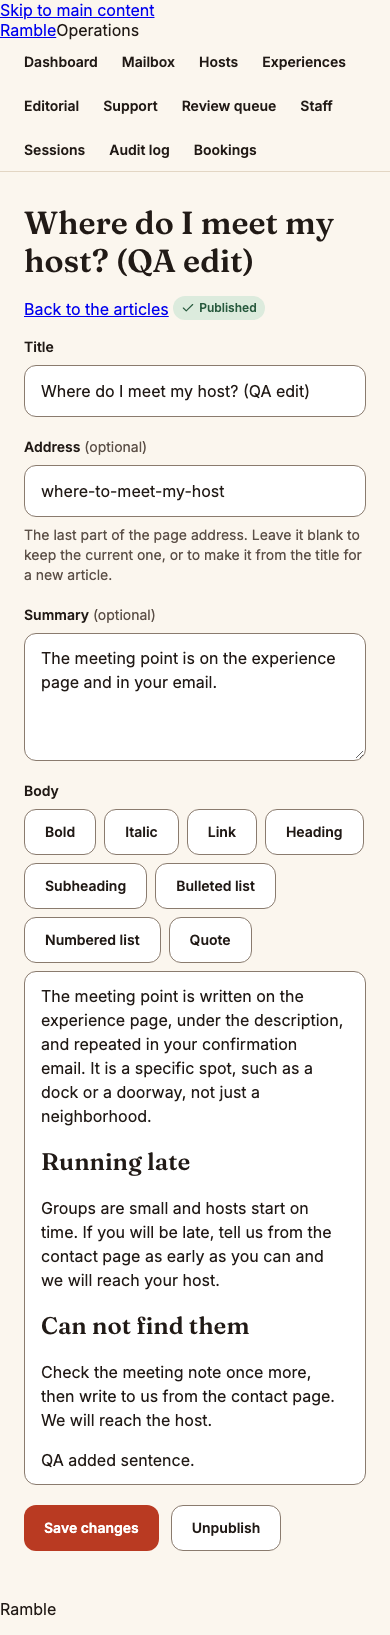 Skip to main content
RambleOperations
Dashboard Mailbox Hosts Experiences
Editorial Support Review queue Staff
Sessions Audit log Bookings
Where do I meet my
host? (QA edit)
Back to the articles Published
Title
Where do I meet my host? (QA edit)
Address (optional)
where-to-meet-my-host
The last part of the page address. Leave it blank to
keep the current one, or to make it from the title for
a new article.
Summary (optional)
The meeting point is on the experience
page and in your email.
Body
Bold Italic Link Heading
Subheading Bulleted list
Numbered list Quote
The meeting point is written on the
experience page, under the description,
and repeated in your confirmation
email. It is a specific spot, such as a
dock or a doorway, not just a
neighborhood.
Running late
Groups are small and hosts start on
time. If you will be late, tell us from the
contact page as early as you can and
we will reach your host.
Can not find them
Check the meeting note once more,
then write to us from the contact page.
We will reach the host.
QA added sentence.
Save changes Unpublish
Ramble